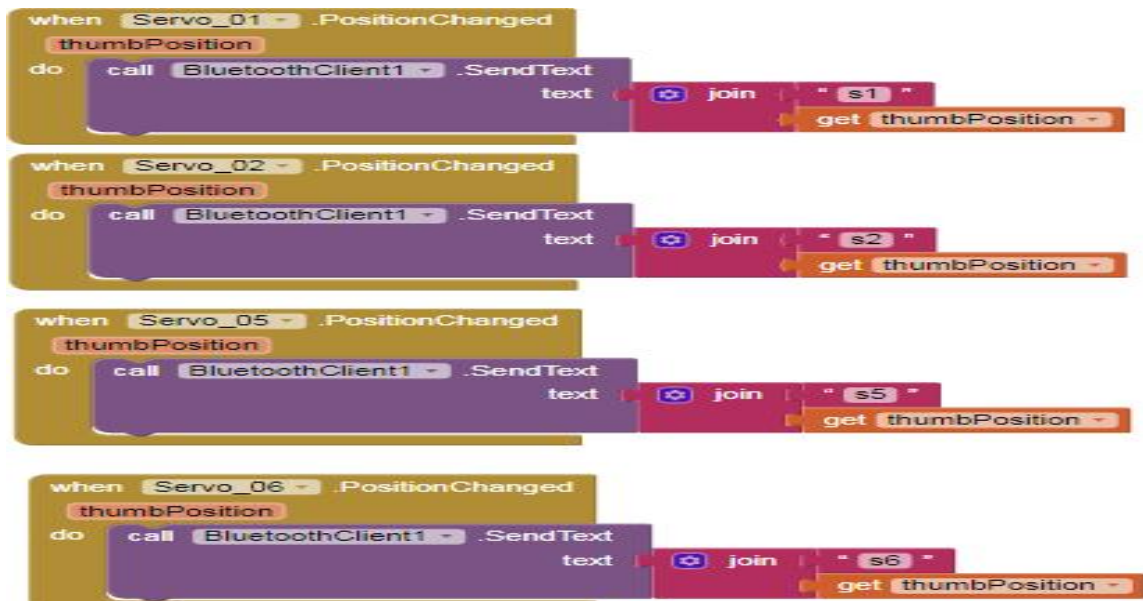 when Servo_01 .PositionChanged
thumbPosition
do call BluetoothClient1 .SendText
text join " s1 "
get thumbPosition
when Servo_02 .PositionChanged
thumbPosition
do call BluetoothClient1 .SendText
text join " s2 "
get thumbPosition
when Servo_05 .PositionChanged
thumbPosition
do call BluetoothClient1 .SendText
text join " s5 "
get thumbPosition
when Servo_06 .PositionChanged
thumbPosition
do call BluetoothClient1 .SendText
text join " s6 "
get thumbPosition